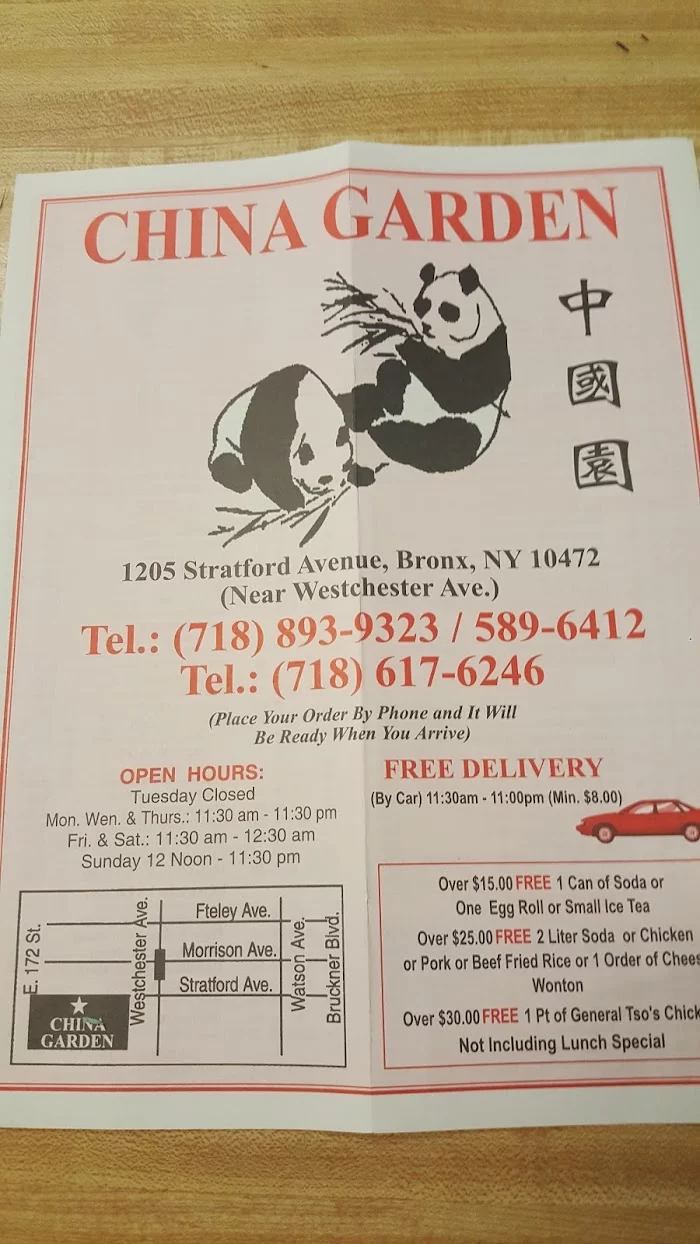 CHINA GARDEN
中
國
園
1205 Stratford Avenue, Bronx, NY 10472
(Near Westchester Ave.)
Tel.: (718) 893-9323 / 589-6412
Tel.: (718) 617-6246
(Place Your Order By Phone and It Will
Be Ready When You Arrive)
OPEN HOURS:
Tuesday Closed
Mon. Wen. & Thurs.: 11:30 am - 11:30 pm
Fri. & Sat.: 11:30 am - 12:30 am
Sunday 12 Noon - 11:30 pm
FREE DELIVERY
(By Car) 11:30am - 11:00pm (Min. $8.00)
Over $15.00 FREE 1 Can of Soda or
One Egg Roll or Small Ice Tea
Over $25.00 FREE 2 Liter Soda or Chicken
or Pork or Beef Fried Rice or 1 Order of Chees
Wonton
Over $30.00 FREE 1 Pt of General Tso's Chick
Not Including Lunch Special
E. 172 St.
Westchester Ave.
Fteley Ave.
Morrison Ave.
Stratford Ave.
Watson Ave.
Bruckner Blvd.
CHINA
GARDEN